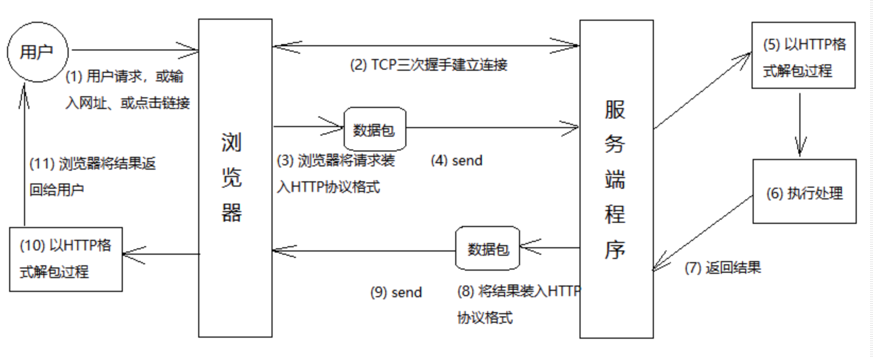 用户
(1) 用户请求，或输
入网址、或点击链接
浏
览
器
(2) TCP三次握手建立连接
数据包
(3) 浏览器将请求装
入HTTP协议格式
(4) send
服
务
端
程
序
(5) 以HTTP格
式解包过程
(6) 执行处理
(7) 返回结果
数据包
(8) 将结果装入HTTP
协议格式
(9) send
(10) 以HTTP格
式解包过程
(11) 浏览器将结果返
回给用户